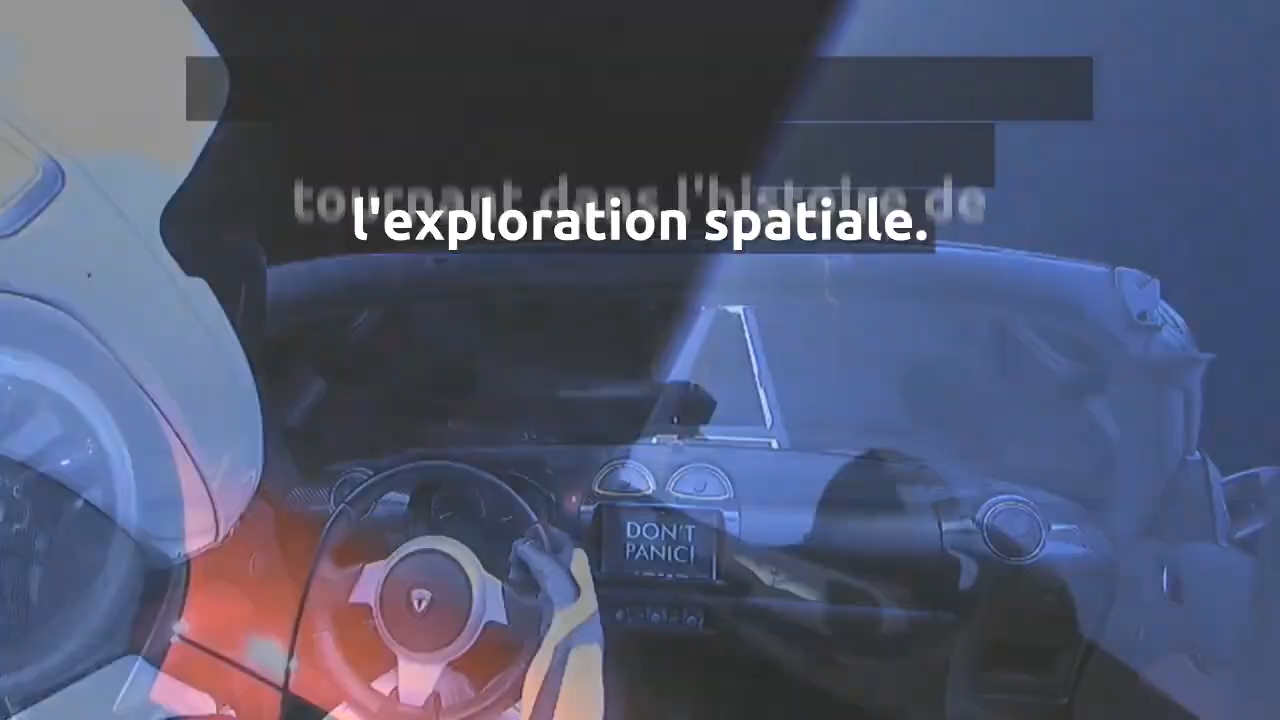 tournant dans l'histoire de
l'exploration spatiale.
DON'T
PANIC!